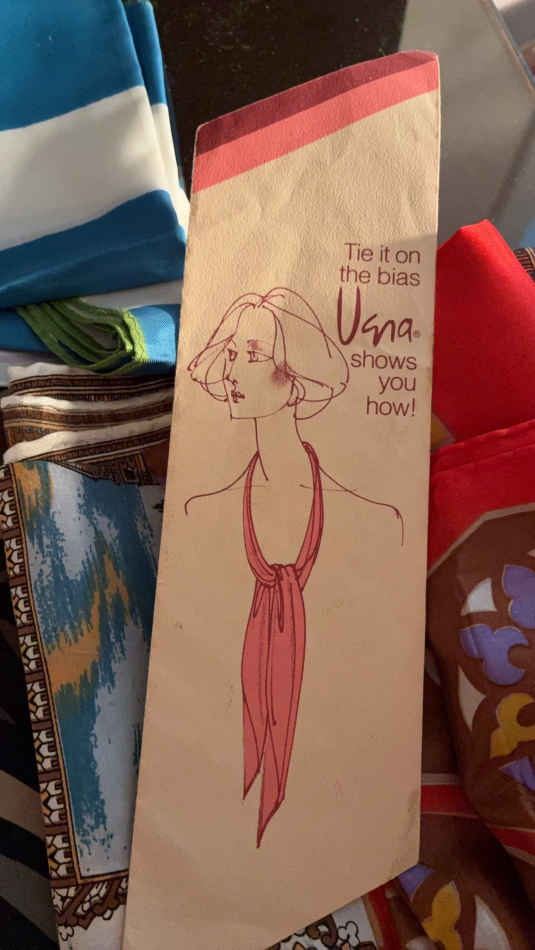 Tie it on
the bias
Vera®
shows
you
how!